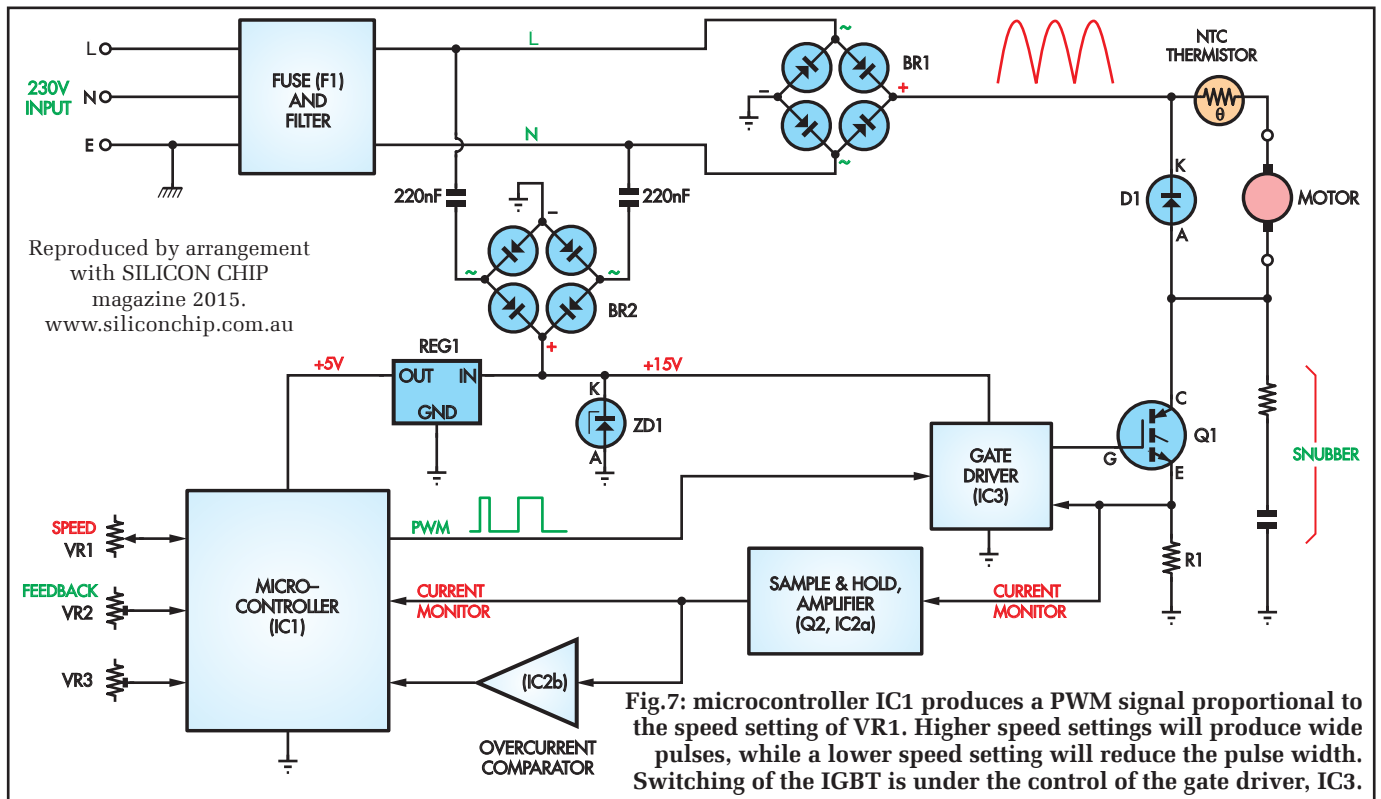 L
N
E
230V
INPUT
FUSE (F1)
AND
FILTER
L
N
~
~
–
+
BR1
NTC
THERMISTOR
θ
K
D1
A
MOTOR
220nF
220nF
–
~
~
BR2
+
Reproduced by arrangement
with SILICON CHIP
magazine 2015.
www.siliconchip.com.au
REG1
+5V
OUT
IN
GND
+15V
K
ZD1
A
GATE
DRIVER
(IC3)
C
Q1
G
E
SNUBBER
R1
SPEED
VR1
FEEDBACK
VR2
VR3
MICRO–
CONTROLLER
(IC1)
PWM
CURRENT
MONITOR
SAMPLE & HOLD,
AMPLIFIER
(Q2, IC2a)
CURRENT
MONITOR
(IC2b)
OVERCURRENT
COMPARATOR
Fig.7: microcontroller IC1 produces a PWM signal proportional to
the speed setting of VR1. Higher speed settings will produce wide
pulses, while a lower speed setting will reduce the pulse width.
Switching of the IGBT is under the control of the gate driver, IC3.